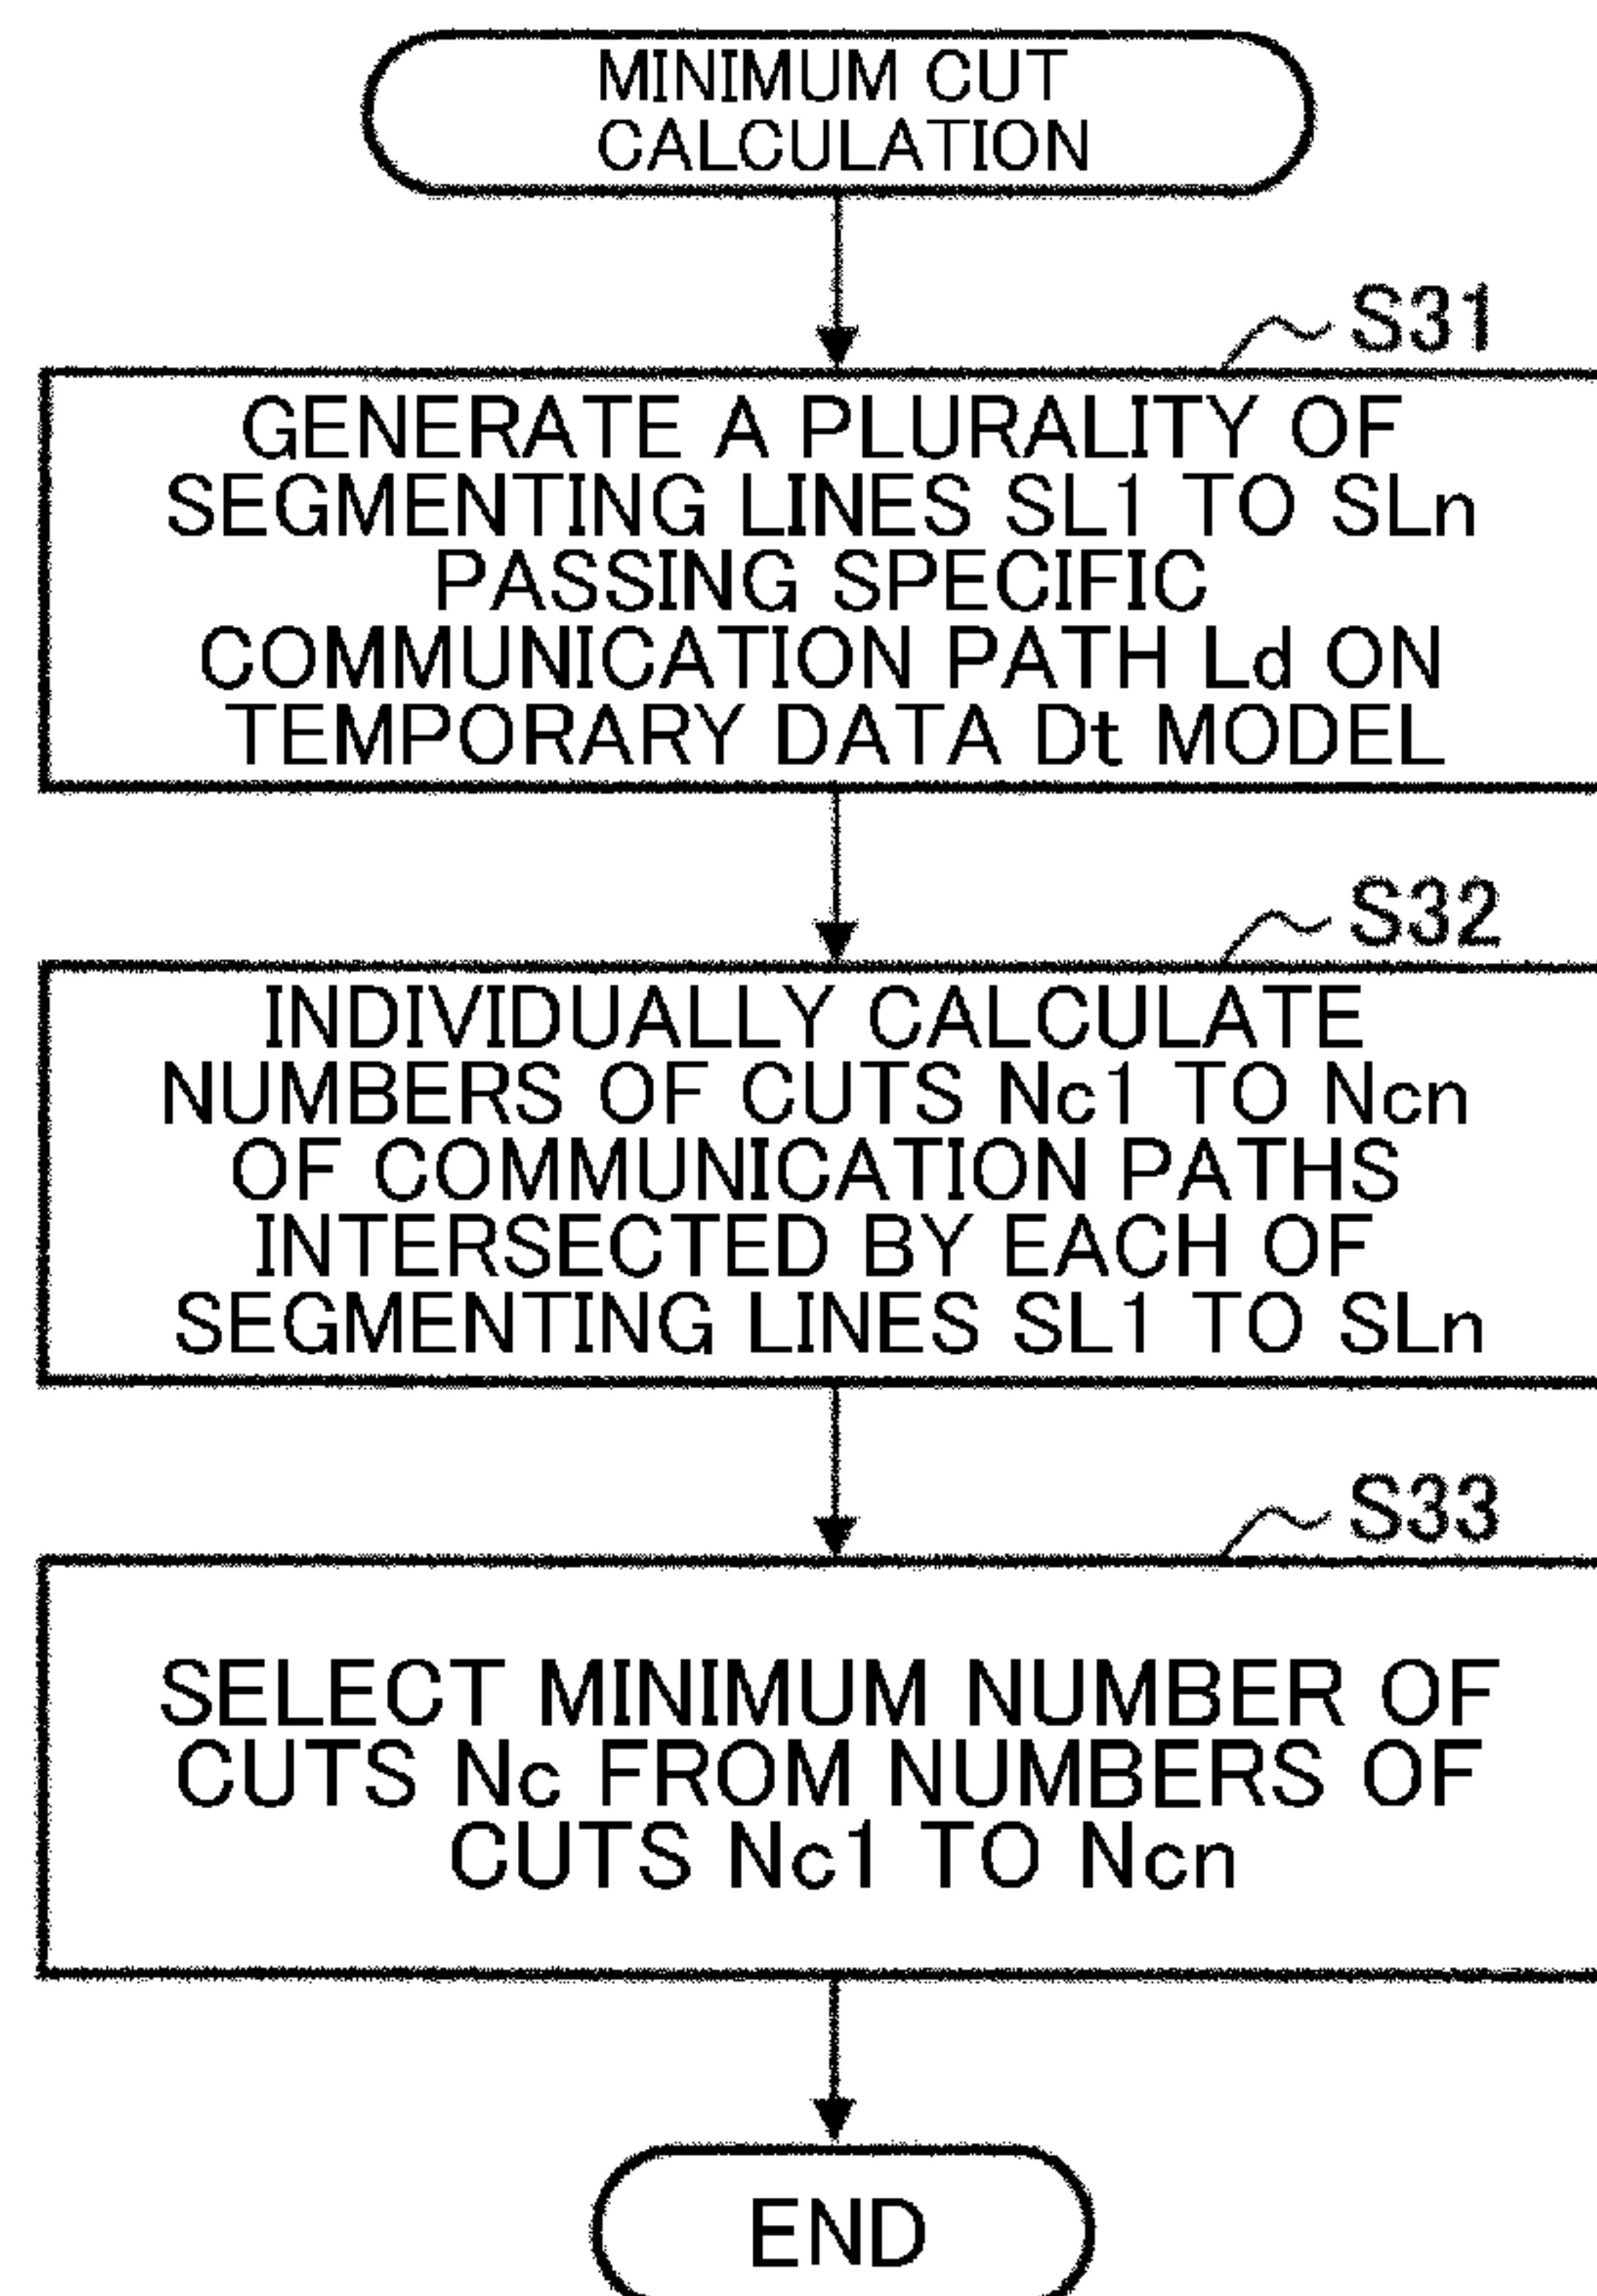 MINIMUM CUT
CALCULATION
S31
GENERATE A PLURALITY OF
SEGMENTING LINES SL1 TO SLn
PASSING SPECIFIC
COMMUNICATION PATH Ld ON
TEMPORARY DATA Dt MODEL
S32
INDIVIDUALLY CALCULATE
NUMBERS OF CUTS Nc1 TO Ncn
OF COMMUNICATION PATHS
INTERSECTED BY EACH OF
SEGMENTING LINES SL1 TO SLn
S33
SELECT MINIMUM NUMBER OF
CUTS Nc FROM NUMBERS OF
CUTS Nc1 TO Ncn
END